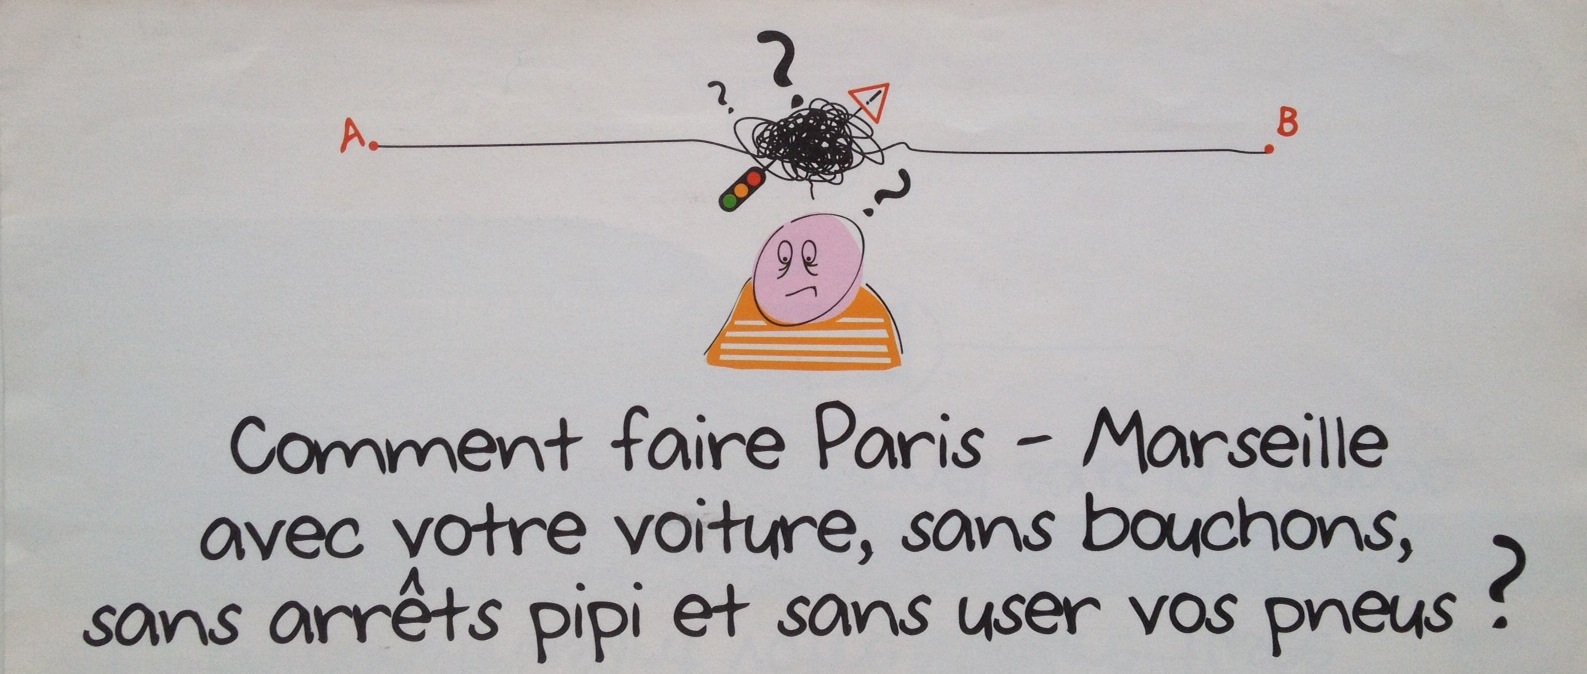 ?
?
A
B
?
Comment faire Paris - Marseille
avec votre voiture, sans bouchons,
sans arrêts pipi et sans user vos pneus ?